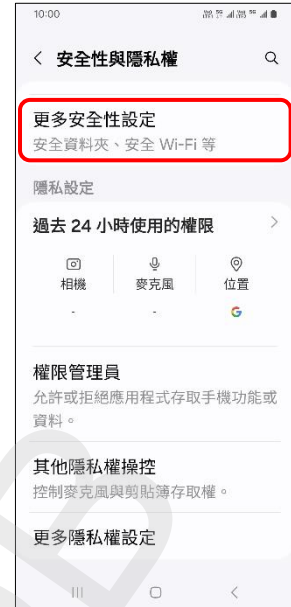 10:00
安全性與隱私權
更多安全性設定
安全資料夾、安全 Wi-Fi 等
隱私設定
過去 24 小時使用的權限
相機 麥克風 位置
- - G
權限管理員
允許或拒絕應用程式存取手機功能或
資料。
其他隱私權操控
控制麥克風與剪貼簿存取權。
更多隱私權設定